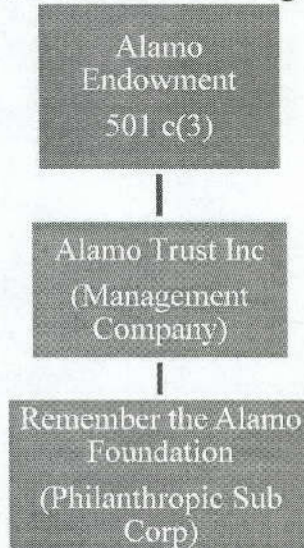 Alamo
Endowment
501 c(3)
Alamo Trust Inc
(Management
Company)
Remember the Alamo
Foundation
(Philanthropic Sub
Corp)